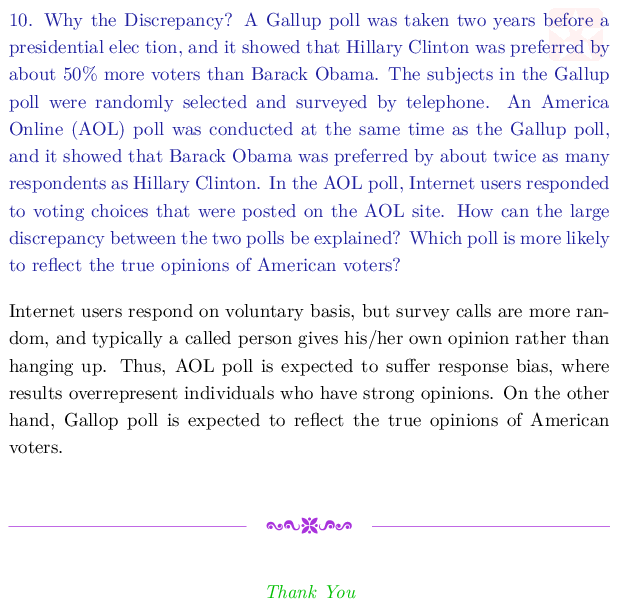 10. Why the Discrepancy? A Gallup poll was taken two years before a
presidential elec tion, and it showed that Hillary Clinton was preferred by
about 50% more voters than Barack Obama. The subjects in the Gallup
poll were randomly selected and surveyed by telephone. An America
Online (AOL) poll was conducted at the same time as the Gallup poll,
and it showed that Barack Obama was preferred by about twice as many
respondents as Hillary Clinton. In the AOL poll, Internet users responded
to voting choices that were posted on the AOL site. How can the large
discrepancy between the two polls be explained? Which poll is more likely
to reflect the true opinions of American voters?
Internet users respond on voluntary basis, but survey calls are more ran-
dom, and typically a called person gives his/her own opinion rather than
hanging up. Thus, AOL poll is expected to suffer response bias, where
results overrepresent individuals who have strong opinions. On the other
hand, Gallop poll is expected to reflect the true opinions of American
voters.
Thank You